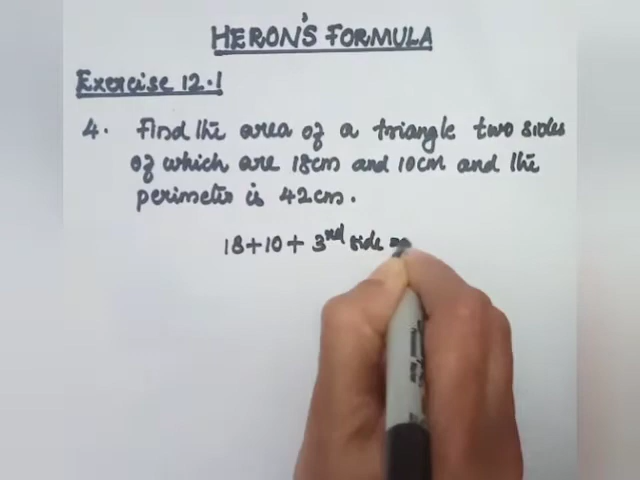 HERON'S FORMULA
Exercise 12.1
4. Find the area of a triangle two sides
of which are 18cm and 10cm and the
perimeter is 42cm.
18+10+ 3rd side =